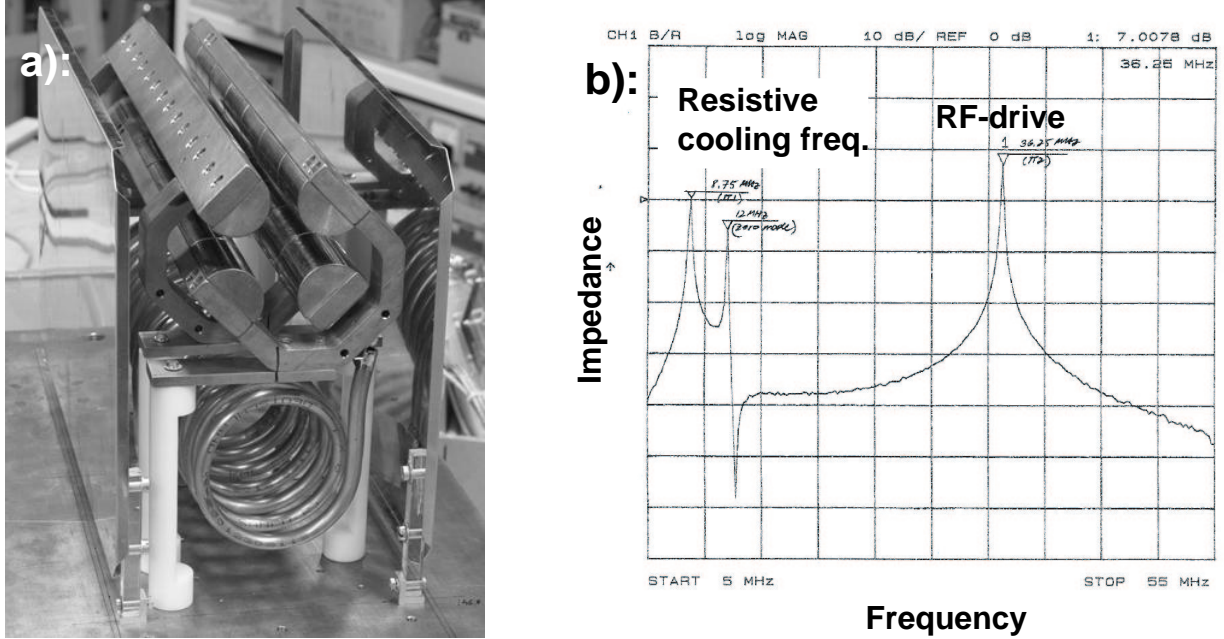 a):
b):
CH1 B/R log MAG 10 dB/ REF 0 dB 1: 7.0078 dB
36.25 MHz
Resistive
cooling freq.
RF-drive
1 36.25 MHz
(π2)
8.75 MHz
(π1)
12 MHz
(zero mode)
Impedance
START 5 MHz STOP 55 MHz
Frequency